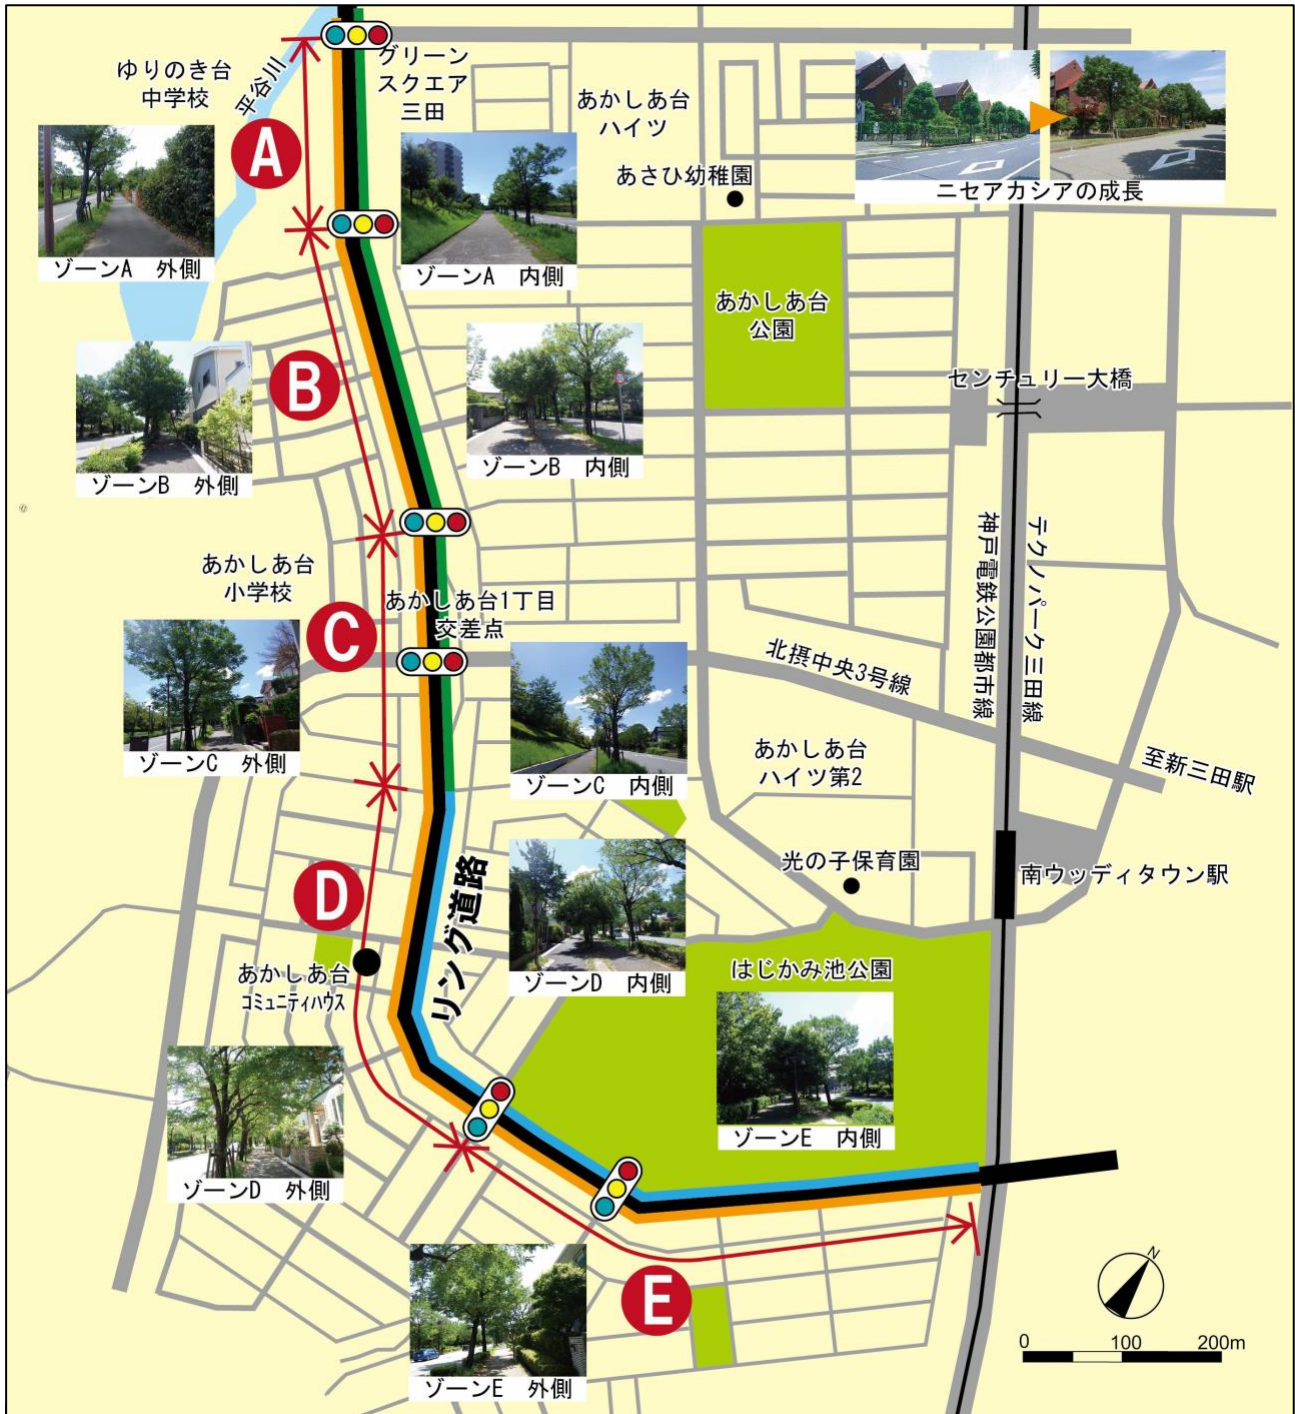 グリーン
スクエア
三田
ゆりのき台
中学校
平谷川
あかしあ台
ハイツ
あさひ幼稚園
ニセアカシアの成長
A
ゾーンA 外側
ゾーンA 内側
あかしあ台
公園
B
ゾーンB 外側
ゾーンB 内側
センチュリー大橋
神戸電鉄公園都市線
テクノパーク三田線
あかしあ台
小学校
あかしあ台1丁目
交差点
C
ゾーンC 外側
ゾーンC 内側
北摂中央3号線
至新三田駅
あかしあ台
ハイツ第2
光の子保育園
南ウッディタウン駅
D
リング道路
ゾーンD 内側
あかしあ台
コミュニティハウス
はじかみ池公園
ゾーンE 内側
ゾーンD 外側
E
ゾーンE 外側
N
0 100 200m